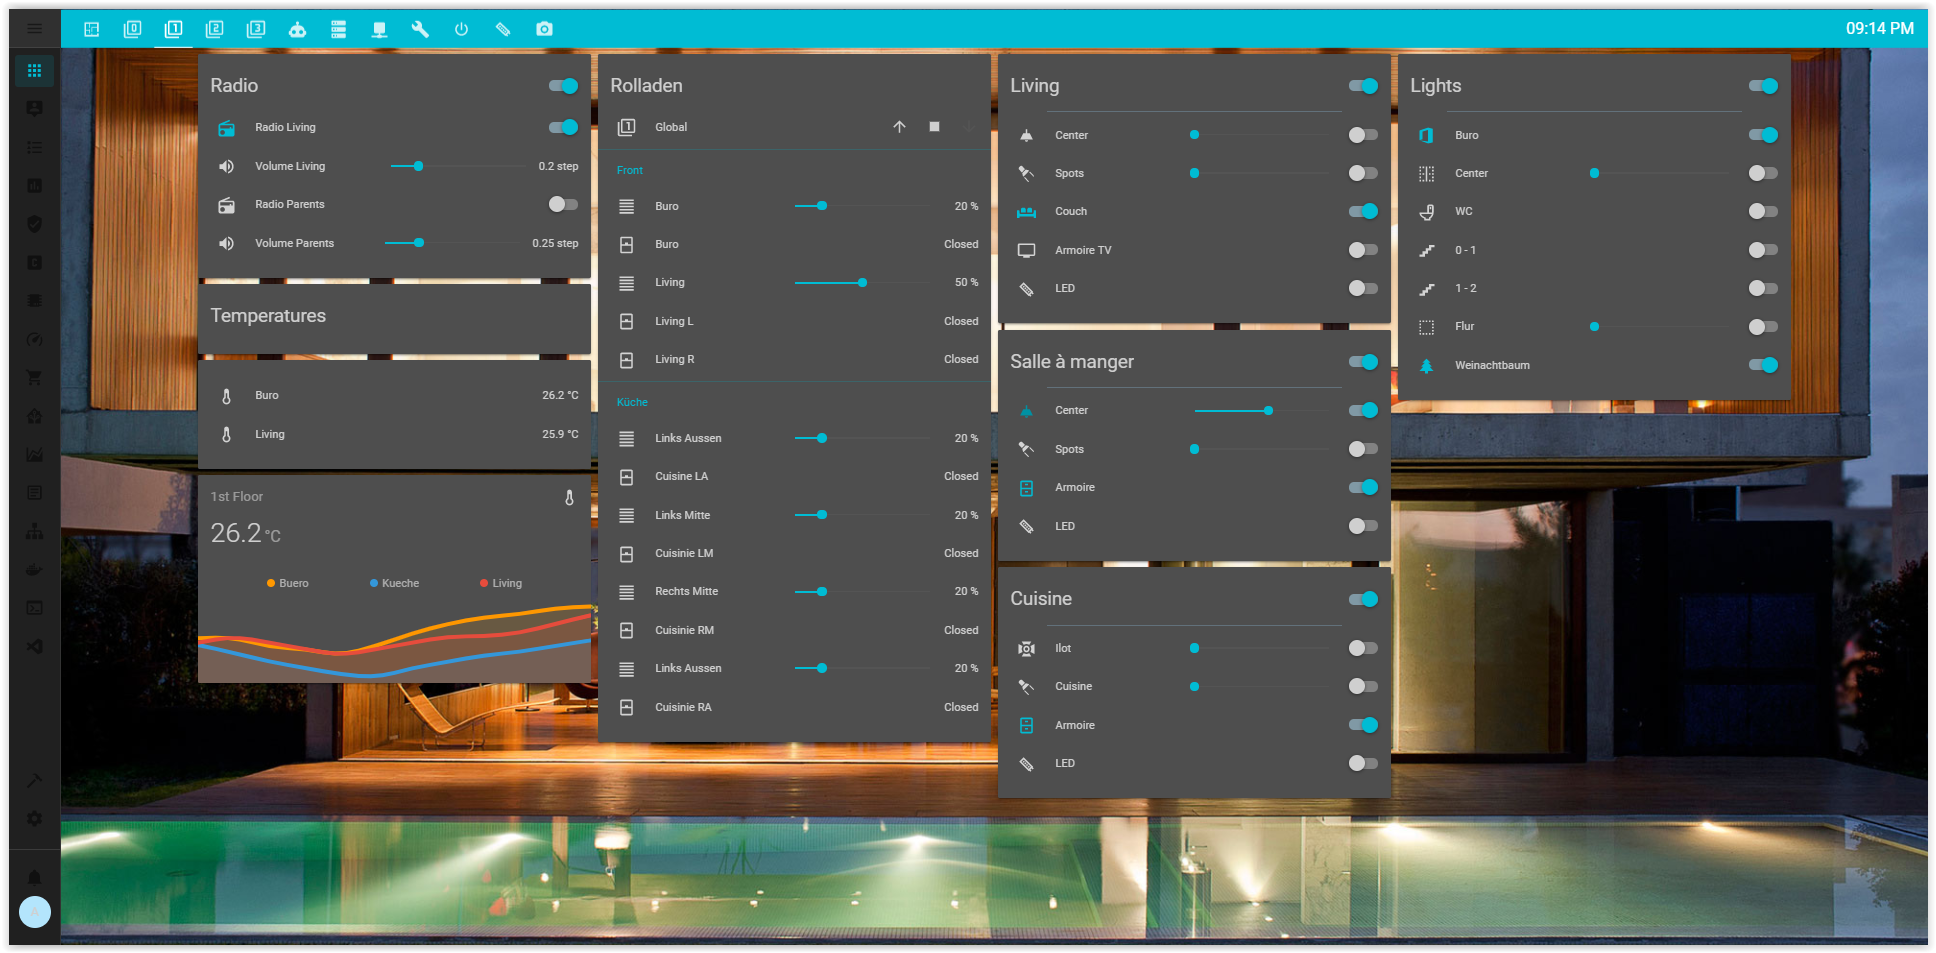 0 1 2 3
09:14 PM
Radio
Radio Living
Volume Living 0.2 step
Radio Parents
Volume Parents 0.25 step
Temperatures
Buro 26.2 °C
Living 25.9 °C
1st Floor
26.2 °C
Buero Kueche Living
Rolladen
1 Global
Front
Buro 20 %
Buro Closed
Living 50 %
Living L Closed
Living R Closed
Küche
Links Aussen 20 %
Cuisine LA Closed
Links Mitte 20 %
Cuisinie LM Closed
Rechts Mitte 20 %
Cuisinie RM Closed
Links Aussen 20 %
Cuisinie RA Closed
Living
Center
Spots
Couch
Armoire TV
LED
Salle à manger
Center
Spots
Armoire
LED
Cuisine
Ilot
Cuisine
Armoire
LED
Lights
Buro
Center
WC
0 - 1
1 - 2
Flur
Weinachtbaum
A